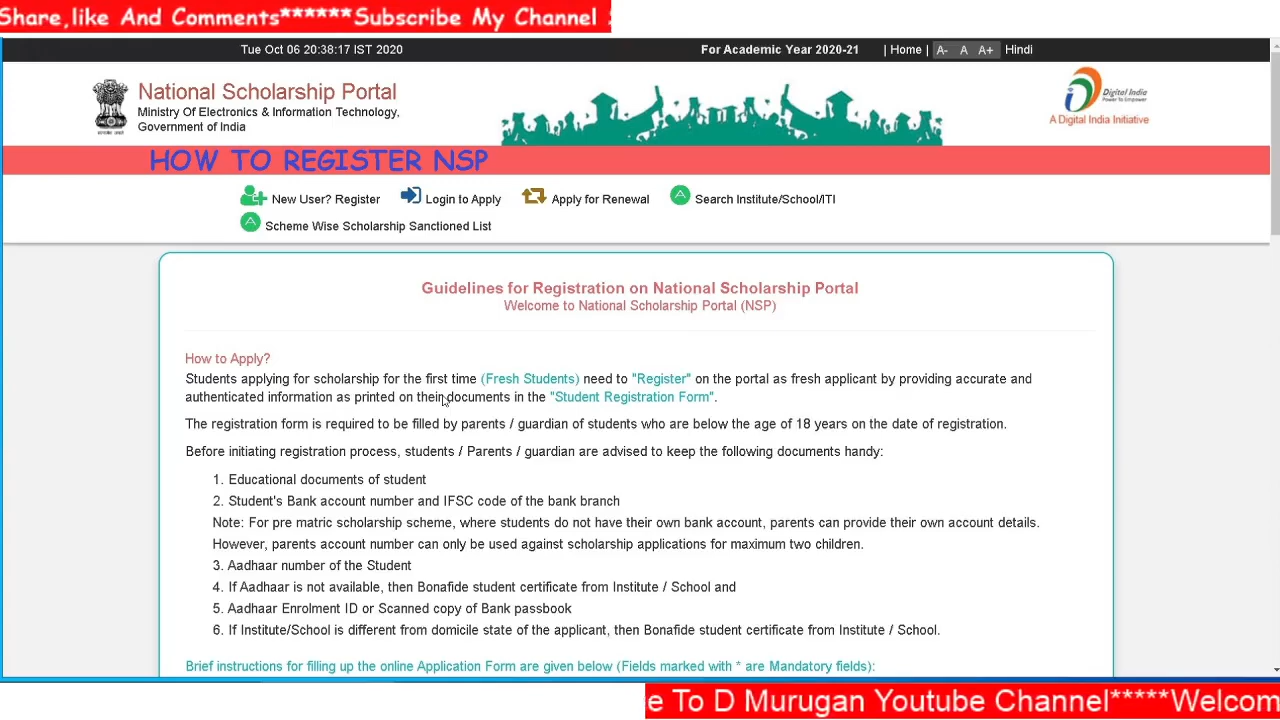 Share,like And Comments******Subscribe My Channel
Tue Oct 06 20:38:17 IST 2020
For Academic Year 2020-21 | Home | A- A A+ Hindi
National Scholarship Portal
Ministry Of Electronics & Information Technology,
Government of India
Digital India
Power To Empower
A Digital India Initiative
HOW TO REGISTER NSP
New User? Register Login to Apply Apply for Renewal A Search Institute/School/ITI
A Scheme Wise Scholarship Sanctioned List
Guidelines for Registration on National Scholarship Portal
Welcome to National Scholarship Portal (NSP)
How to Apply?
Students applying for scholarship for the first time (Fresh Students) need to "Register" on the portal as fresh applicant by providing accurate and
authenticated information as printed on their documents in the "Student Registration Form".
The registration form is required to be filled by parents / guardian of students who are below the age of 18 years on the date of registration.
Before initiating registration process, students / Parents / guardian are advised to keep the following documents handy:
1. Educational documents of student
2. Student's Bank account number and IFSC code of the bank branch
Note: For pre matric scholarship scheme, where students do not have their own bank account, parents can provide their own account details.
However, parents account number can only be used against scholarship applications for maximum two children.
3. Aadhaar number of the Student
4. If Aadhaar is not available, then Bonafide student certificate from Institute / School and
5. Aadhaar Enrolment ID or Scanned copy of Bank passbook
6. If Institute/School is different from domicile state of the applicant, then Bonafide student certificate from Institute / School.
Brief instructions for filling up the online Application Form are given below (Fields marked with * are Mandatory fields):
e To D Murugan Youtube Channel*****Welcom